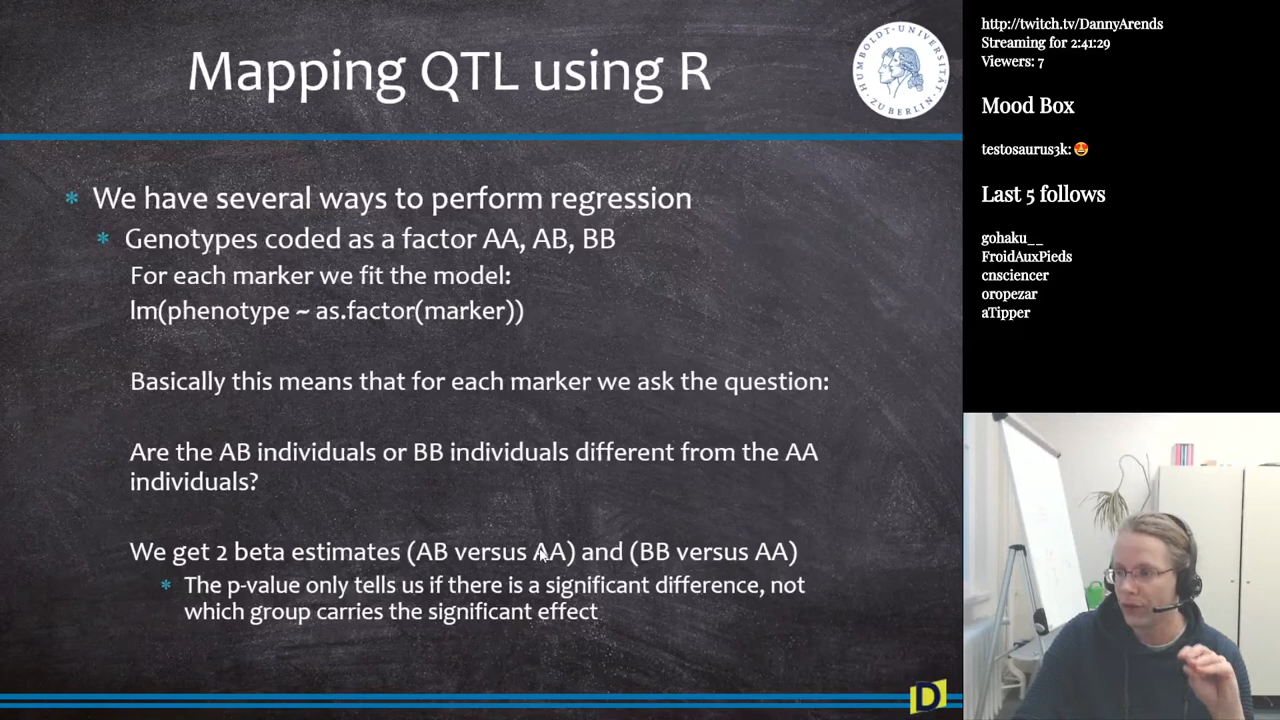 Mapping QTL using R
HUMBOLDT-UNIVERSITÄT ZU BERLIN
* We have several ways to perform regression
* Genotypes coded as a factor AA, AB, BB
For each marker we fit the model:
lm(phenotype ~ as.factor(marker))
Basically this means that for each marker we ask the question:
Are the AB individuals or BB individuals different from the AA
individuals?
We get 2 beta estimates (AB versus AA) and (BB versus AA)
* The p-value only tells us if there is a significant difference, not
which group carries the significant effect
D
http://twitch.tv/DannyArends
Streaming for 2:41:29
Viewers: 7
Mood Box
testosaurus3k: 😍
Last 5 follows
gohaku__
FroidAuxPieds
cnsciencer
oropezar
aTipper